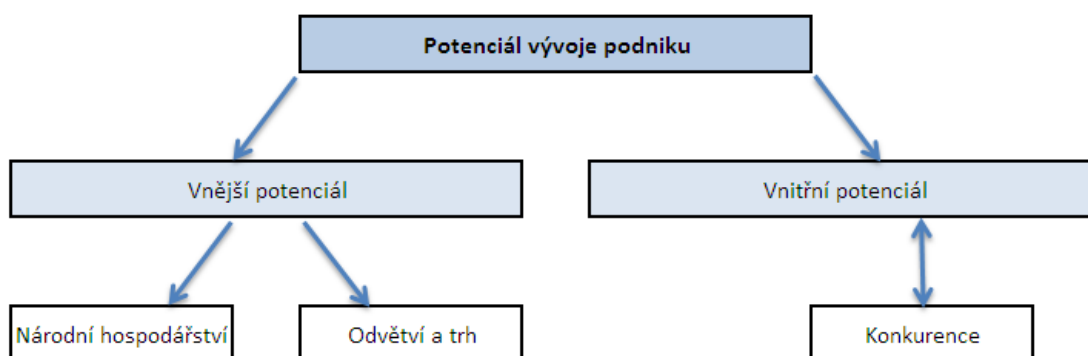 Potenciál vývoje podniku
Vnější potenciál
Vnitřní potenciál
Národní hospodářství
Odvětví a trh
Konkurence